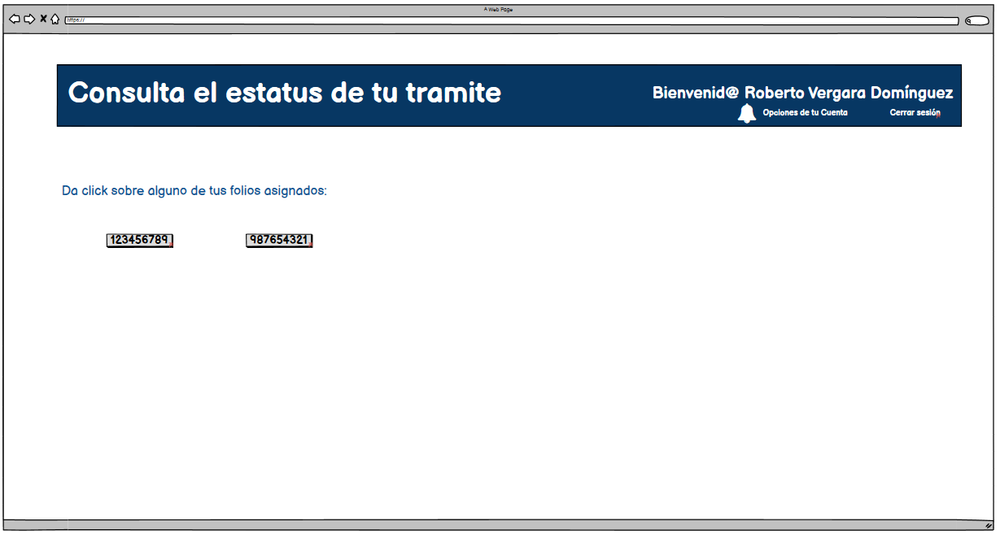 A Web Page
https://
Consulta el estatus de tu tramite
Bienvenid@ Roberto Vergara Domínguez
Opciones de tu Cuenta
Cerrar sesión
Da click sobre alguno de tus folios asignados:
123456789
987654321